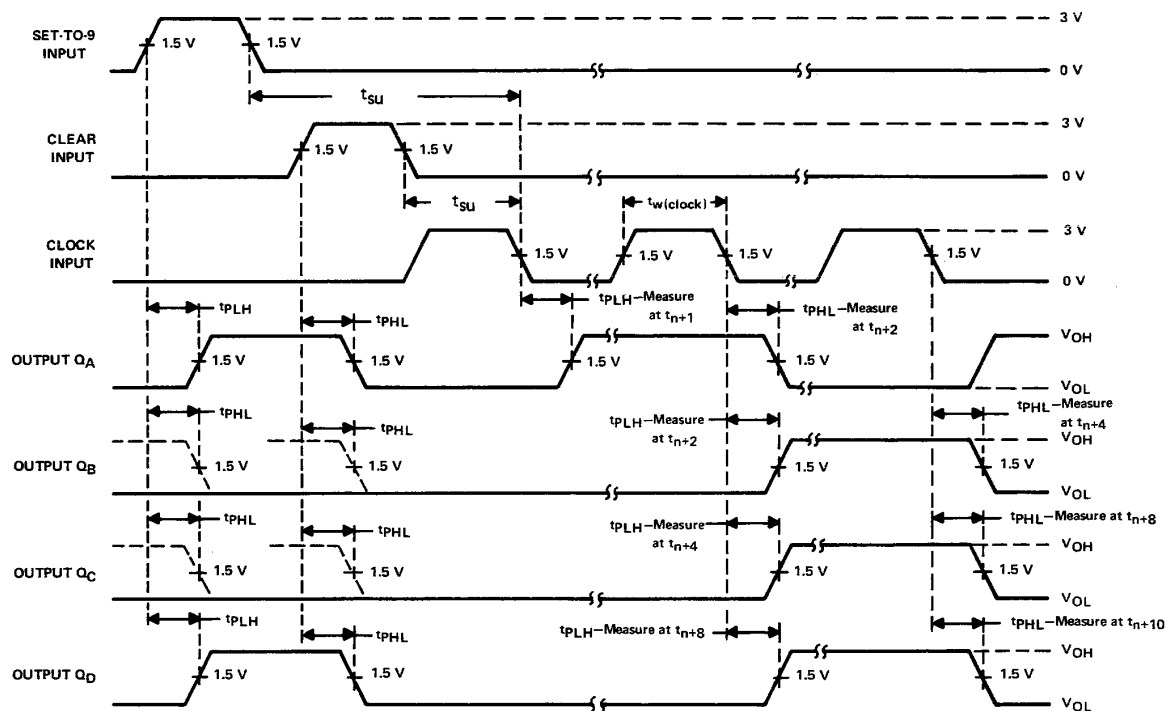 3 V
SET-TO-9
INPUT
1.5 V
1.5 V
0 V
tsu
3 V
CLEAR
INPUT
1.5 V
1.5 V
0 V
tsu
tw(clock)
3 V
CLOCK
INPUT
1.5 V
1.5 V
1.5 V
0 V
tPLH
tPHL
tPLH–Measure
at tn+1
tPHL–Measure
at tn+2
OUTPUT QA
1.5 V
1.5 V
1.5 V
1.5 V
VOH
VOL
tPHL
tPHL
tPLH–Measure
at tn+2
tPHL–Measure
at tn+4
OUTPUT QB
1.5 V
1.5 V
1.5 V
1.5 V
VOH
VOL
tPHL
tPHL
tPLH–Measure
at tn+4
tPHL–Measure at tn+8
OUTPUT QC
1.5 V
1.5 V
1.5 V
1.5 V
VOH
VOL
tPLH
tPHL
tPLH–Measure at tn+8
tPHL–Measure at tn+10
OUTPUT QD
1.5 V
1.5 V
1.5 V
1.5 V
VOH
VOL